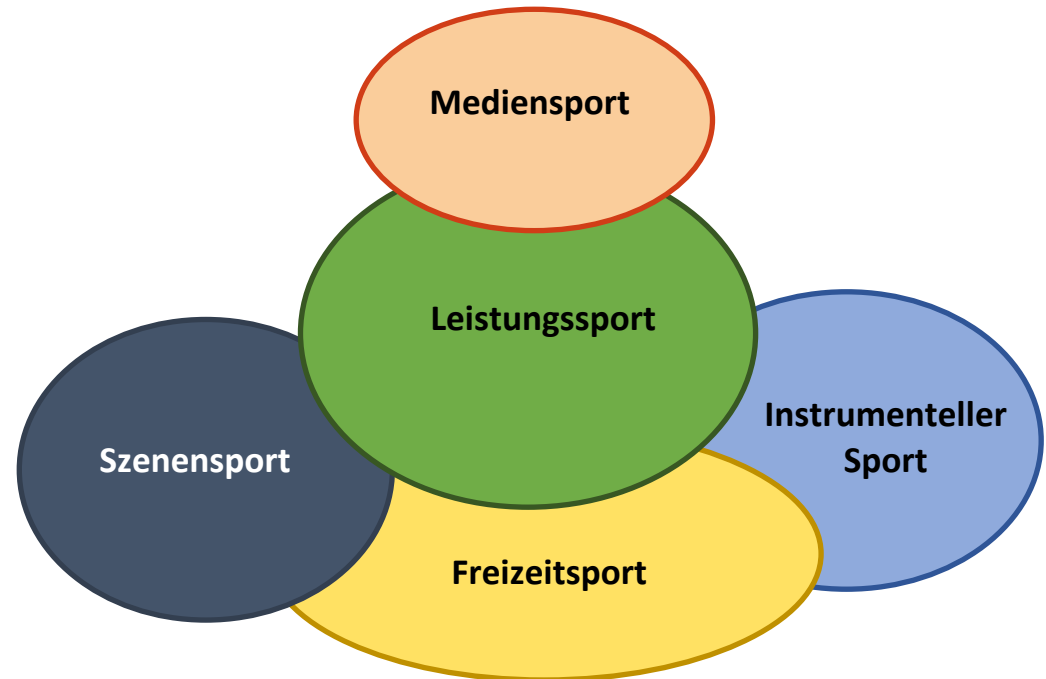 Mediensport
Leistungssport
Instrumenteller
Sport
Szenensport
Freizeitsport